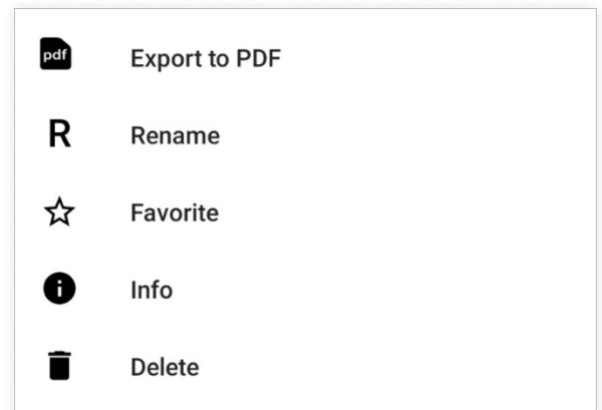 pdf Export to PDF
R Rename
Favorite
i Info
Delete